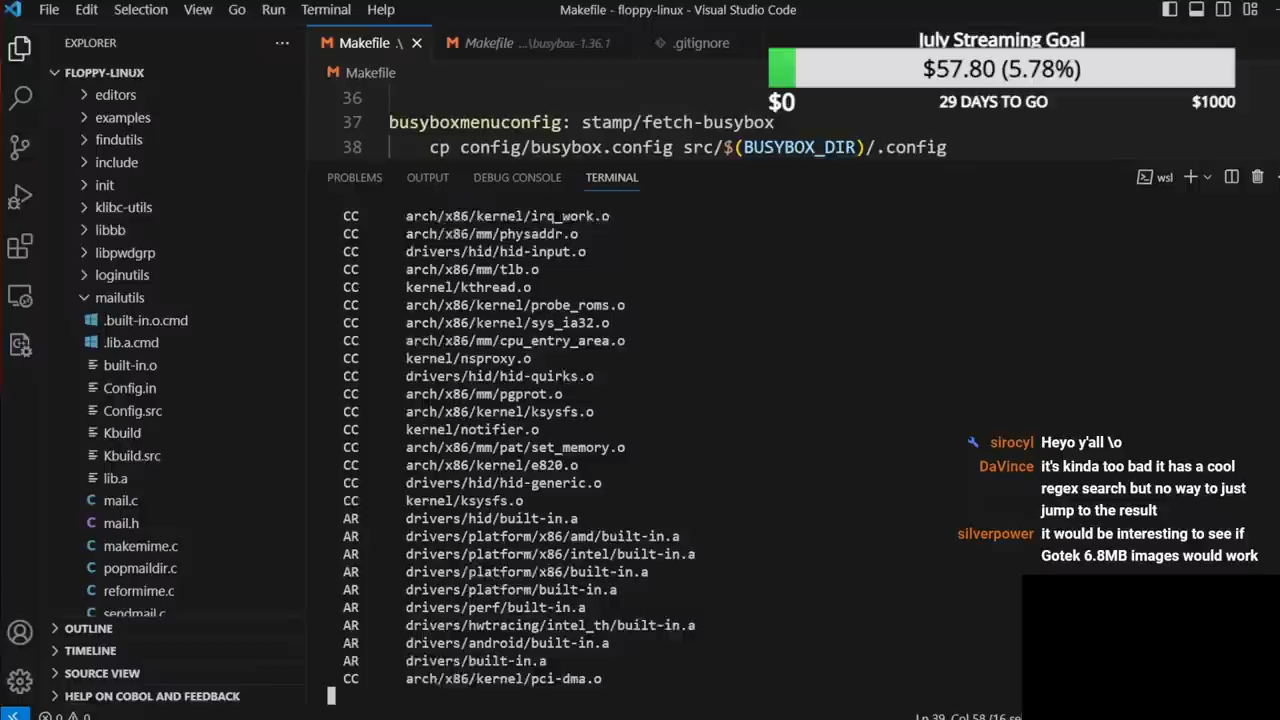 File Edit Selection View Go Run Terminal Help
Makefile - floppy-linux - Visual Studio Code
EXPLORER
FLOPPY-LINUX
editors
examples
findutils
include
init
klibc-utils
libbb
libpwdgrp
loginutils
mailutils
.built-in.o.cmd
.lib.a.cmd
built-in.o
Config.in
Config.src
Kbuild
Kbuild.src
lib.a
mail.c
mail.h
makemime.c
popmaildir.c
reformime.c
sendmail.c
OUTLINE
TIMELINE
SOURCE VIEW
HELP ON COBOL AND FEEDBACK
Makefile .\
Makefile ...\busybox-1.36.1
.gitignore
Makefile
36
37 busyboxmenuconfig: stamp/fetch-busybox
38 cp config/busybox.config src/$(BUSYBOX_DIR)/.config
July Streaming Goal
$57.80 (5.78%)
$0 29 DAYS TO GO $1000
PROBLEMS OUTPUT DEBUG CONSOLE TERMINAL
wsl
CC arch/x86/kernel/irq_work.o
CC arch/x86/mm/physaddr.o
CC drivers/hid/hid-input.o
CC arch/x86/mm/tlb.o
CC kernel/kthread.o
CC arch/x86/kernel/probe_roms.o
CC arch/x86/kernel/sys_ia32.o
CC arch/x86/mm/cpu_entry_area.o
CC kernel/nsproxy.o
CC drivers/hid/hid-quirks.o
CC arch/x86/mm/pgprot.o
CC arch/x86/kernel/ksysfs.o
CC kernel/notifier.o
CC arch/x86/mm/pat/set_memory.o
CC arch/x86/kernel/e820.o
CC drivers/hid/hid-generic.o
CC kernel/ksysfs.o
AR drivers/hid/built-in.a
AR drivers/platform/x86/amd/built-in.a
AR drivers/platform/x86/intel/built-in.a
AR drivers/platform/x86/built-in.a
AR drivers/platform/built-in.a
AR drivers/perf/built-in.a
AR drivers/hwtracing/intel_th/built-in.a
AR drivers/android/built-in.a
AR drivers/built-in.a
CC arch/x86/kernel/pci-dma.o
sirocyl Heyo y'all \o
DaVince it's kinda too bad it has a cool
regex search but no way to just
jump to the result
silverpower it would be interesting to see if
Gotek 6.8MB images would work
0 0
Ln 39, Col 58 (16 se